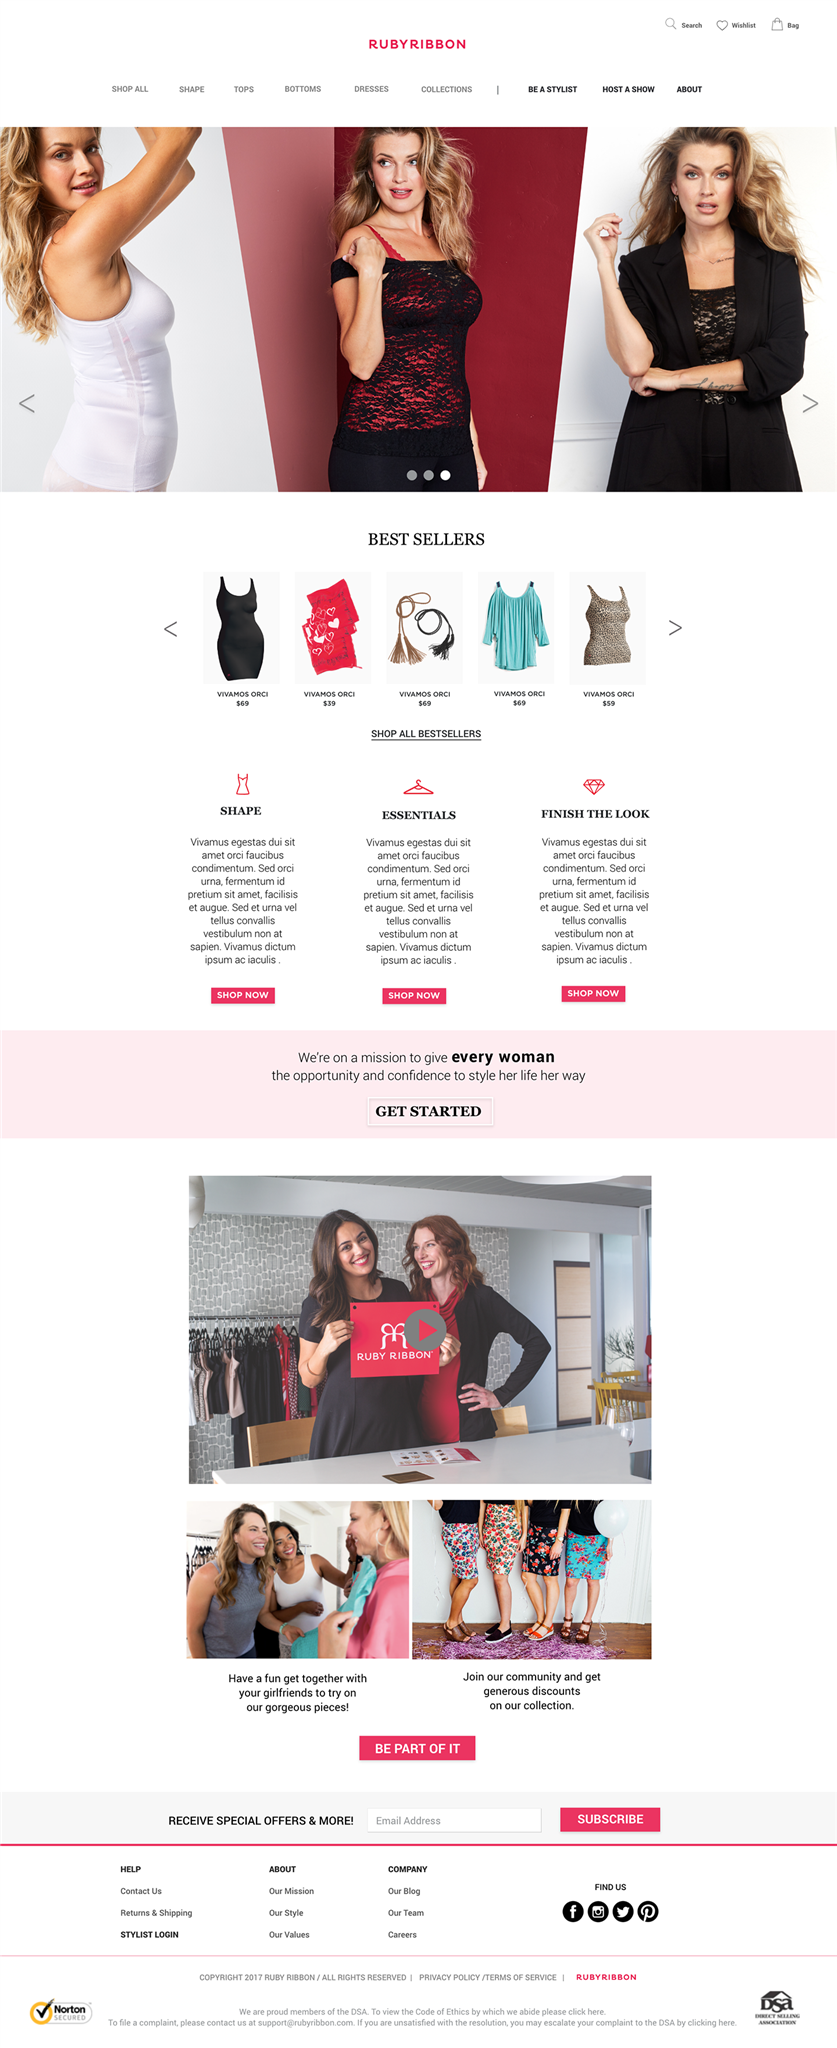 Search Wishlist Bag
RUBYRIBBON
SHOP ALL SHAPE TOPS BOTTOMS DRESSES COLLECTIONS | BE A STYLIST HOST A SHOW ABOUT
BEST SELLERS
VIVAMOS ORCI
$69
VIVAMOS ORCI
$39
VIVAMOS ORCI
$69
VIVAMOS ORCI
$69
VIVAMOS ORCI
$59
SHOP ALL BESTSELLERS
SHAPE
Vivamus egestas dui sit
amet orci faucibus
condimentum. Sed orci
urna, fermentum id
pretium sit amet, facilisis
et augue. Sed et urna vel
tellus convallis
vestibulum non at
sapien. Vivamus dictum
ipsum ac iaculis .
SHOP NOW
ESSENTIALS
Vivamus egestas dui sit
amet orci faucibus
condimentum. Sed orci
urna, fermentum id
pretium sit amet, facilisis
et augue. Sed et urna vel
tellus convallis
vestibulum non at
sapien. Vivamus dictum
ipsum ac iaculis .
SHOP NOW
FINISH THE LOOK
Vivamus egestas dui sit
amet orci faucibus
condimentum. Sed orci
urna, fermentum id
pretium sit amet, facilisis
et augue. Sed et urna vel
tellus convallis
vestibulum non at
sapien. Vivamus dictum
ipsum ac iaculis .
SHOP NOW
We're on a mission to give every woman
the opportunity and confidence to style her life her way
GET STARTED
RUBY RIBBON
Have a fun get together with
your girlfriends to try on
our gorgeous pieces!
Join our community and get
generous discounts
on our collection.
BE PART OF IT
RECEIVE SPECIAL OFFERS & MORE! Email Address SUBSCRIBE
HELP
Contact Us
Returns & Shipping
STYLIST LOGIN
ABOUT
Our Mission
Our Style
Our Values
COMPANY
Our Blog
Our Team
Careers
FIND US
COPYRIGHT 2017 RUBY RIBBON / ALL RIGHTS RESERVED | PRIVACY POLICY /TERMS OF SERVICE | RUBYRIBBON
Norton
SECURED
We are proud members of the DSA. To view the Code of Ethics by which we abide please click here.
To file a complaint, please contact us at support@rubyribbon.com. If you are unsatisfied with the resolution, you may escalate your complaint to the DSA by clicking here.
DSA
DIRECT SELLING
ASSOCIATION